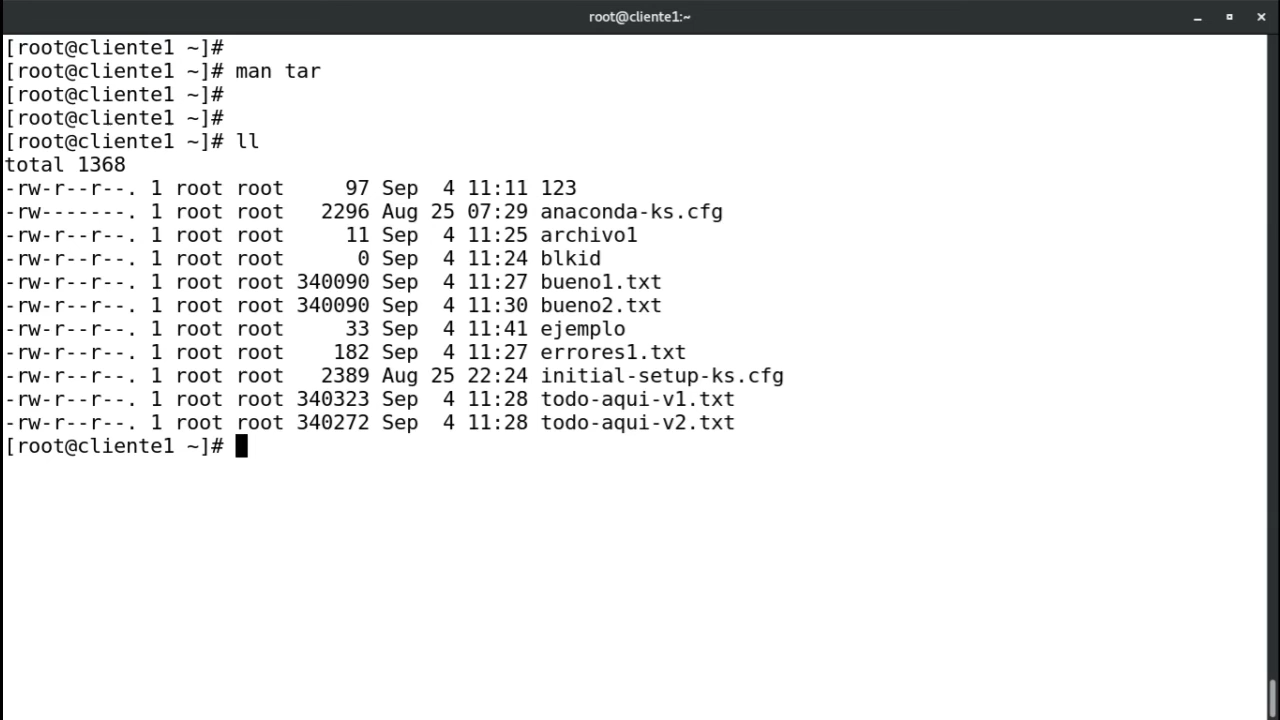 root@cliente1:~
[root@cliente1 ~]#
[root@cliente1 ~]# man tar
[root@cliente1 ~]#
[root@cliente1 ~]#
[root@cliente1 ~]# ll
total 1368
-rw-r--r--. 1 root root     97 Sep  4 11:11 123
-rw-------. 1 root root   2296 Aug 25 07:29 anaconda-ks.cfg
-rw-r--r--. 1 root root     11 Sep  4 11:25 archivo1
-rw-r--r--. 1 root root      0 Sep  4 11:24 blkid
-rw-r--r--. 1 root root 340090 Sep  4 11:27 bueno1.txt
-rw-r--r--. 1 root root 340090 Sep  4 11:30 bueno2.txt
-rw-r--r--. 1 root root     33 Sep  4 11:41 ejemplo
-rw-r--r--. 1 root root    182 Sep  4 11:27 errores1.txt
-rw-r--r--. 1 root root   2389 Aug 25 22:24 initial-setup-ks.cfg
-rw-r--r--. 1 root root 340323 Sep  4 11:28 todo-aqui-v1.txt
-rw-r--r--. 1 root root 340272 Sep  4 11:28 todo-aqui-v2.txt
[root@cliente1 ~]#